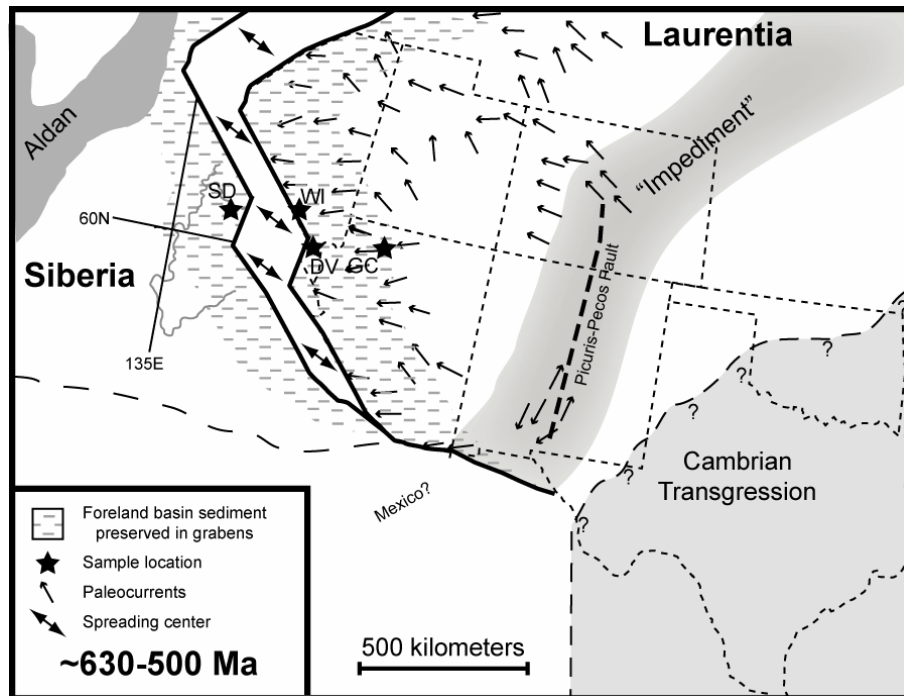 Laurentia
Aldan
"Impediment"
SD
WI
60N
DV
GC
Siberia
Picuris-Pecos Fault
135E
?
?
?
?
?
?
?
Cambrian
Transgression
Mexico?
Foreland basin sediment
preserved in grabens
Sample location
Paleocurrents
Spreading center
~630-500 Ma
500 kilometers